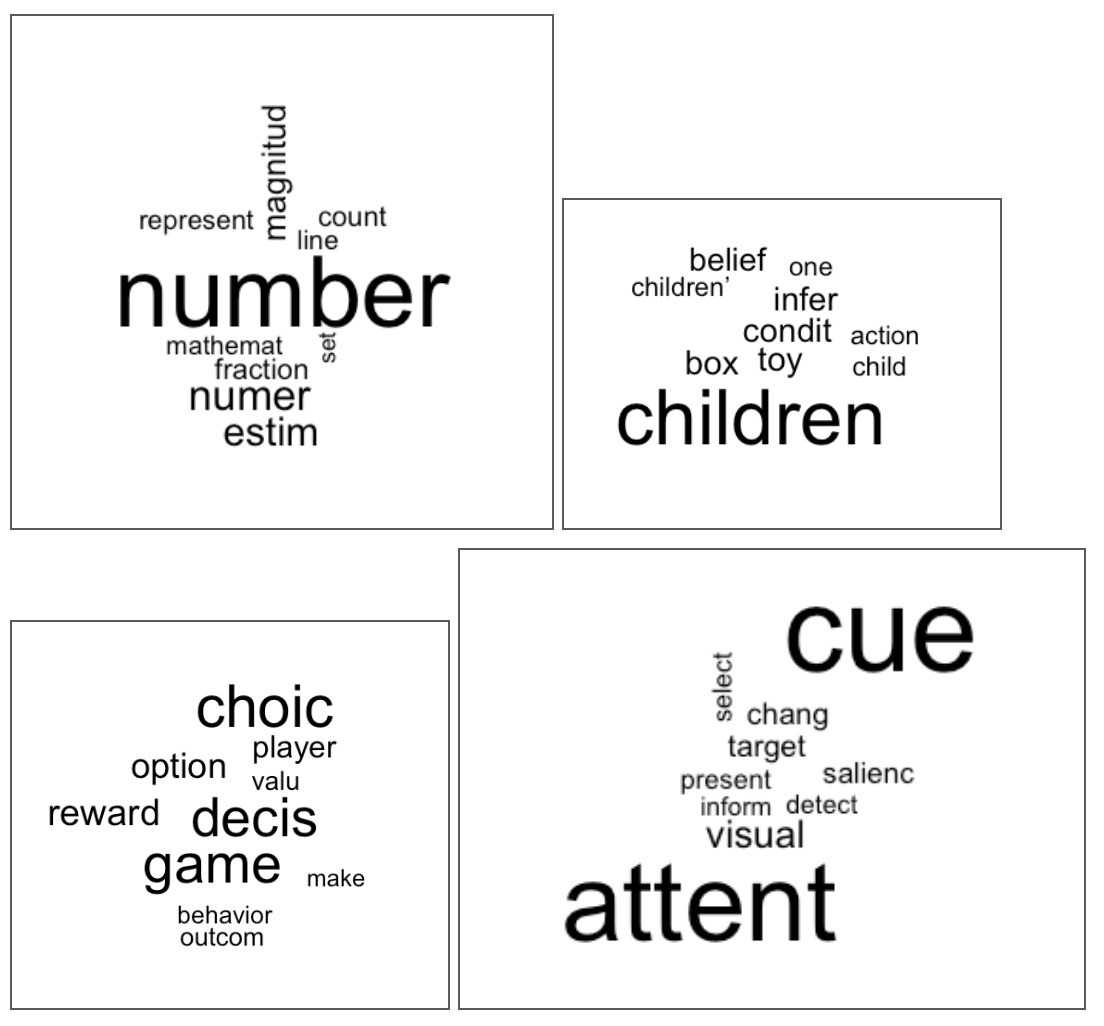 magnitud
represent
count
line
number
mathemat
set
fraction
numer
estim
belief
one
children’
infer
condit
action
box
toy
child
children
choic
player
option
valu
reward
decis
game
make
behavior
outcom
cue
select
chang
target
present
salienc
inform
detect
visual
attent